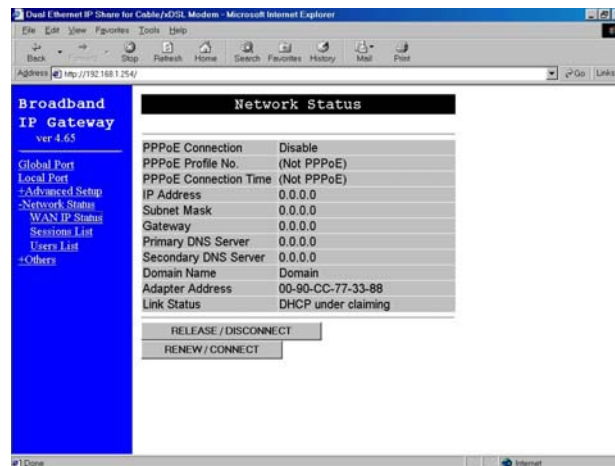 Dual Ethernet IP Share for Cable/xDSL Modem - Microsoft Internet Explorer
File Edit View Favorites Tools Help
Back Forward Stop Refresh Home Search Favorites History Mail Print
Address http://192.168.1.254/ Go Links
Broadband
IP Gateway
ver 4.65
Global Port
Local Port
+Advanced Setup
-Network Status
WAN IP Status
Sessions List
Users List
+Others
Network Status
PPPoE Connection Disable
PPPoE Profile No. (Not PPPoE)
PPPoE Connection Time (Not PPPoE)
IP Address 0.0.0.0
Subnet Mask 0.0.0.0
Gateway 0.0.0.0
Primary DNS Server 0.0.0.0
Secondary DNS Server 0.0.0.0
Domain Name Domain
Adapter Address 00-90-CC-77-33-88
Link Status DHCP under claiming
RELEASE / DISCONNECT
RENEW / CONNECT
Done Internet